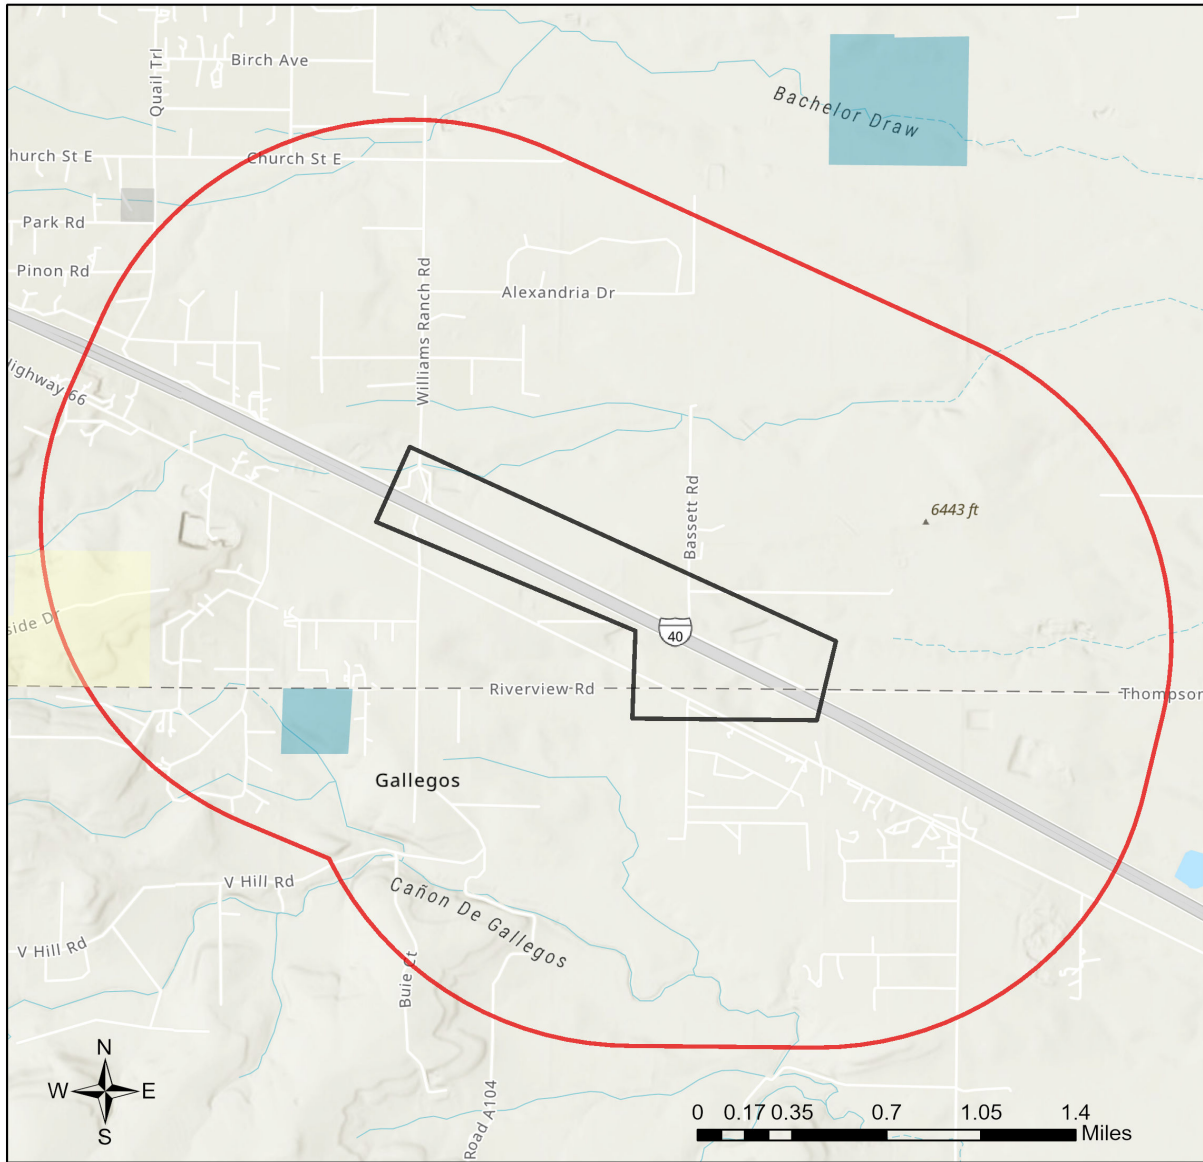 Birch Ave
Quail Trl
Bachelor Draw
hurch St E
Church St E
Park Rd
Pinon Rd
Alexandria Dr
Williams Ranch Rd
Highway 66
Bassett Rd
6443 ft
side Dr
40
Riverview Rd
Thompson
Gallegos
V Hill Rd
Cañon De Gallegos
V Hill Rd
Buie Ct
Road A104
N
W
E
S
0 0.17 0.35 0.7 1.05 1.4
Miles